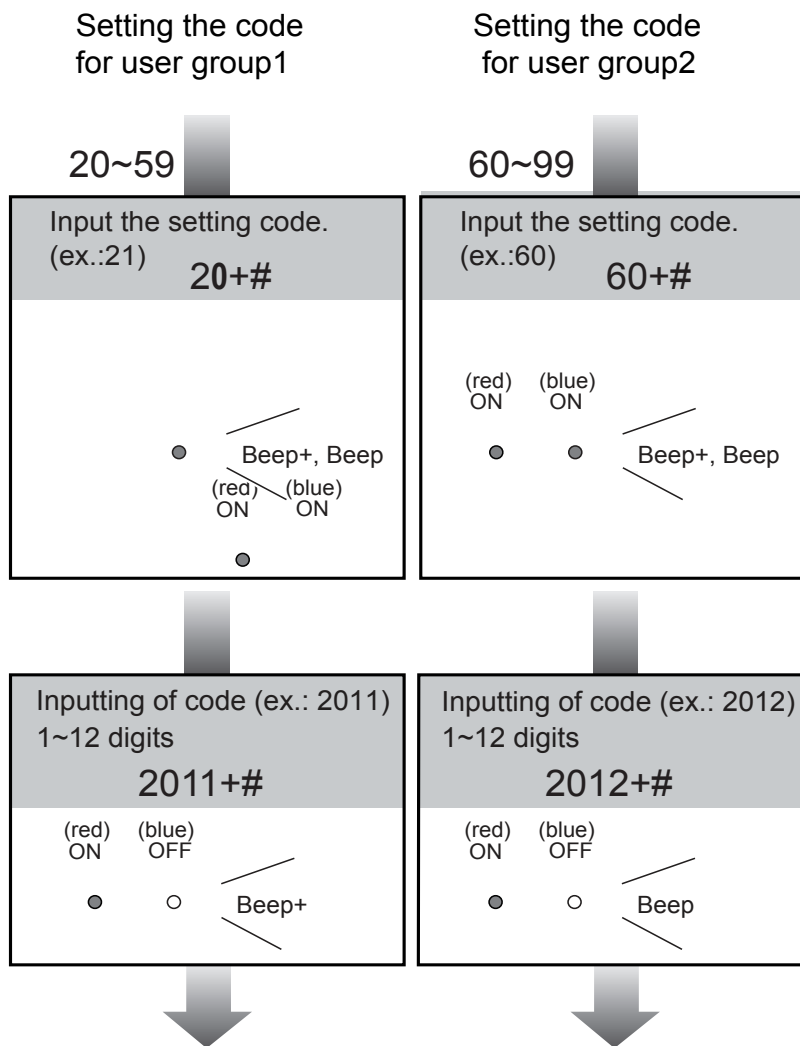 Setting the code
for user group1
20~59
Input the setting code.
(ex.:21)
20+#
Beep+, Beep
(red) (blue)
ON ON
Inputting of code (ex.: 2011)
1~12 digits
2011+#
(red) (blue)
ON OFF
Beep+
Setting the code
for user group2
60~99
Input the setting code.
(ex.:60)
60+#
(red) (blue)
ON ON
Beep+, Beep
Inputting of code (ex.: 2012)
1~12 digits
2012+#
(red) (blue)
ON OFF
Beep